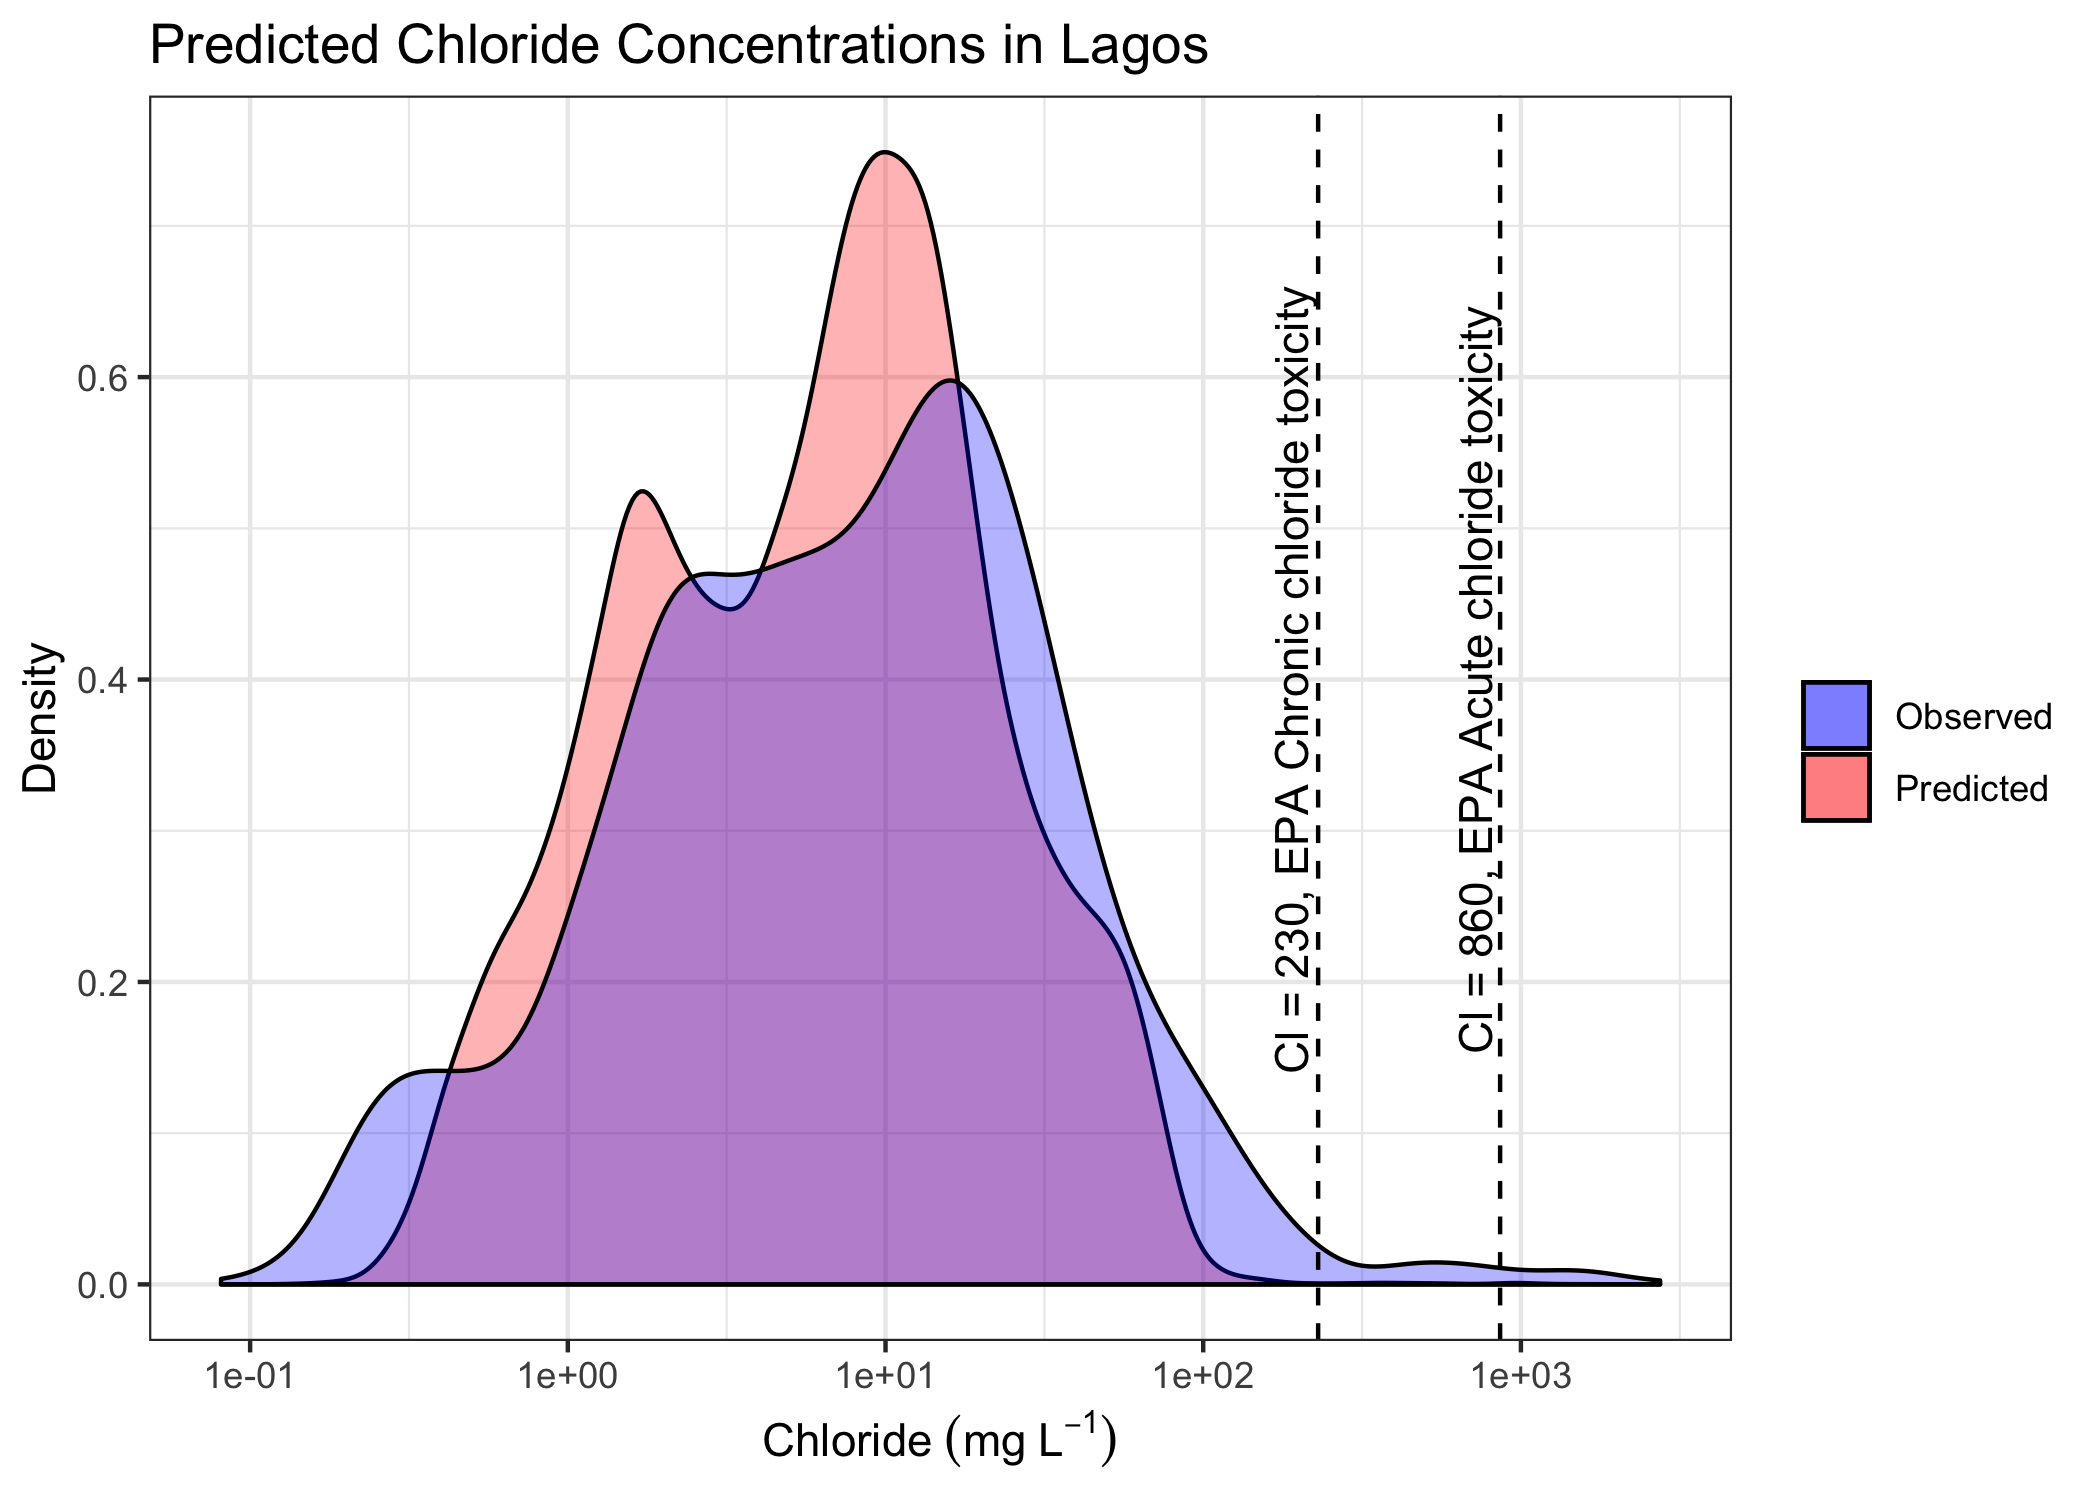 Predicted Chloride Concentrations in Lagos
Density
0.6
0.4
0.2
0.0
Cl = 230, EPA Chronic chloride toxicity
Cl = 860, EPA Acute chloride toxicity
Observed
Predicted
1e-01 1e+00 1e+01 1e+02 1e+03
Chloride (mg L⁻¹)